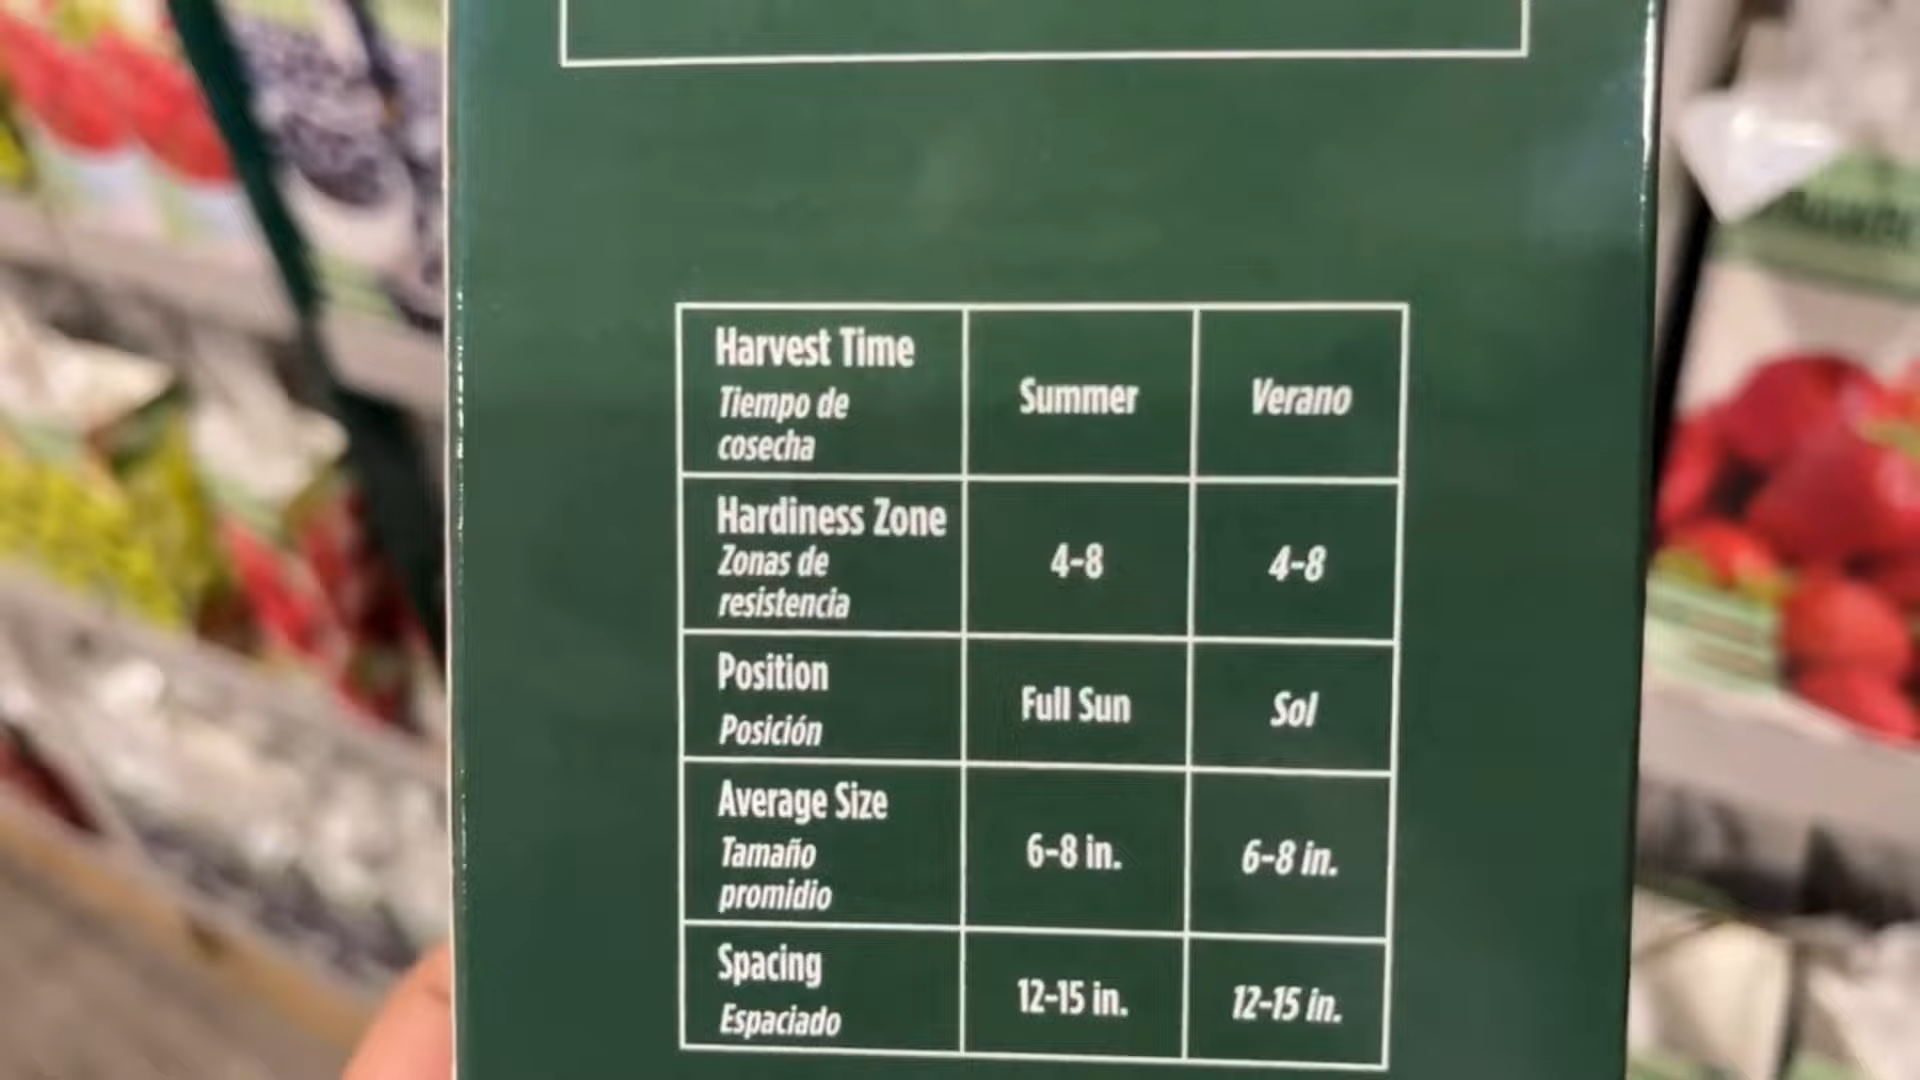 Harvest Time
Tiempo de
cosecha
Summer
Verano
Hardiness Zone
Zonas de
resistencia
4-8
4-8
Position
Posición
Full Sun
Sol
Average Size
Tamaño
promidio
6-8 in.
6-8 in.
Spacing
Espaciado
12-15 in.
12-15 in.